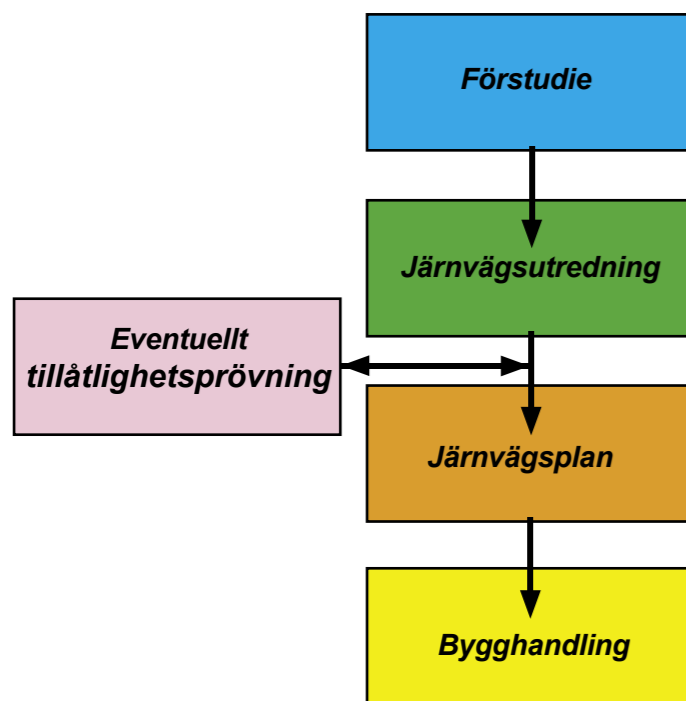 Förstudie
Järnvägsutredning
Eventuellt
tillåtlighetsprövning
Järnvägsplan
Bygghandling